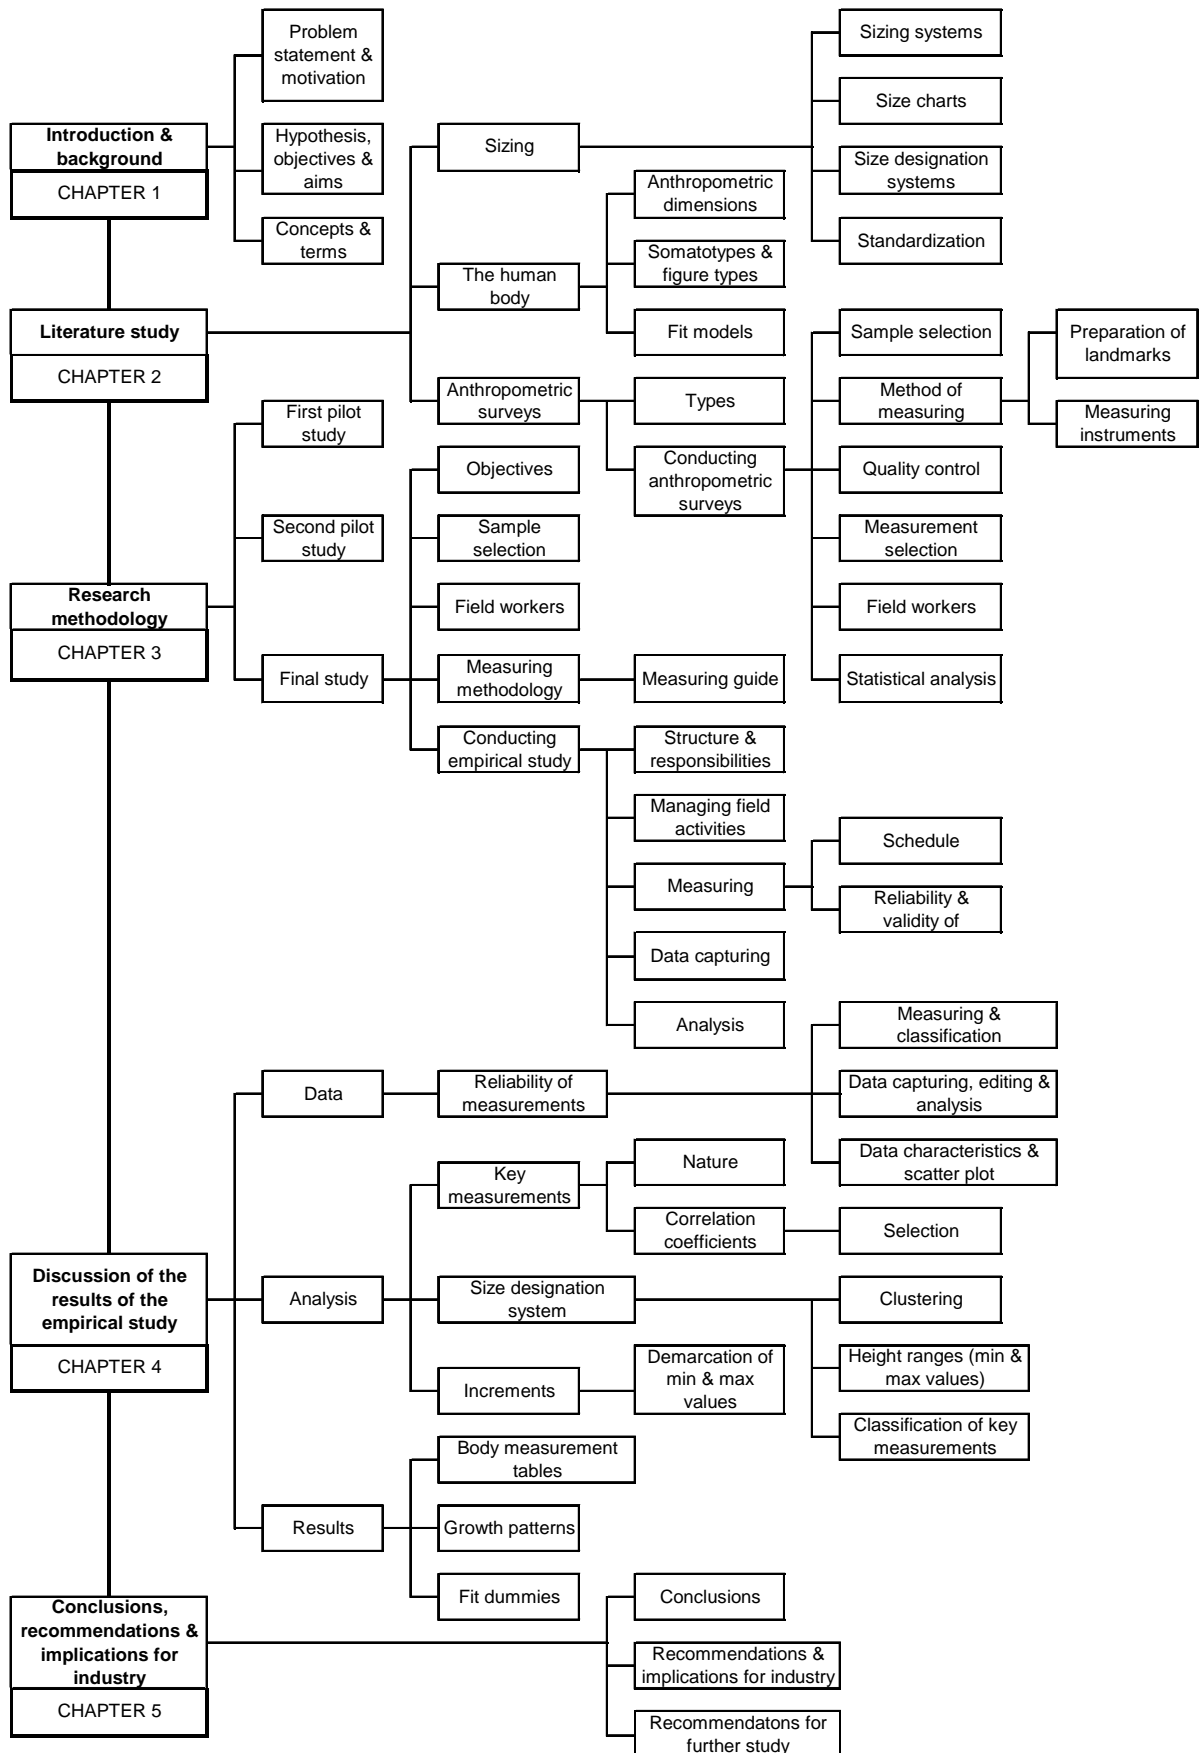 Introduction &
background
CHAPTER 1
Problem
statement &
motivation
Hypothesis,
objectives &
aims
Concepts &
terms
Literature study
CHAPTER 2
Sizing
Sizing systems
Size charts
Size designation
systems
Standardization
The human
body
Anthropometric
dimensions
Somatotypes &
figure types
Fit models
Anthropometric
surveys
Types
Conducting
anthropometric
surveys
Sample selection
Method of
measuring
Preparation of
landmarks
Measuring
instruments
Quality control
Measurement
selection
Field workers
Statistical analysis
Research
methodology
CHAPTER 3
First pilot
study
Second pilot
study
Final study
Objectives
Sample
selection
Field workers
Measuring
methodology
Measuring guide
Conducting
empirical study
Structure &
responsibilities
Managing field
activities
Measuring
Schedule
Reliability &
validity of
Data capturing
Analysis
Discussion of the
results of the
empirical study
CHAPTER 4
Data
Reliability of
measurements
Measuring &
classification
Data capturing, editing &
analysis
Data characteristics &
scatter plot
Analysis
Key
measurements
Nature
Correlation
coefficients
Selection
Size designation
system
Clustering
Height ranges (min &
max values)
Classification of key
measurements
Increments
Demarcation of
min & max
values
Results
Body measurement
tables
Growth patterns
Fit dummies
Conclusions,
recommendations &
implications for
industry
CHAPTER 5
Conclusions
Recommendations &
implications for industry
Recommendatons for
further study